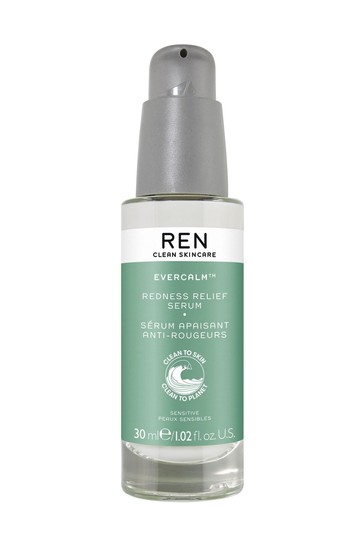 REN
CLEAN SKINCARE
EVERCALM™
REDNESS RELIEF
SERUM
•
SÉRUM APAISANT
ANTI-ROUGEURS
CLEAN TO SKIN
CLEAN TO PLANET
SENSITIVE
PEAUX SENSIBLES
30 ml℮/1.02 fl. oz. U.S.